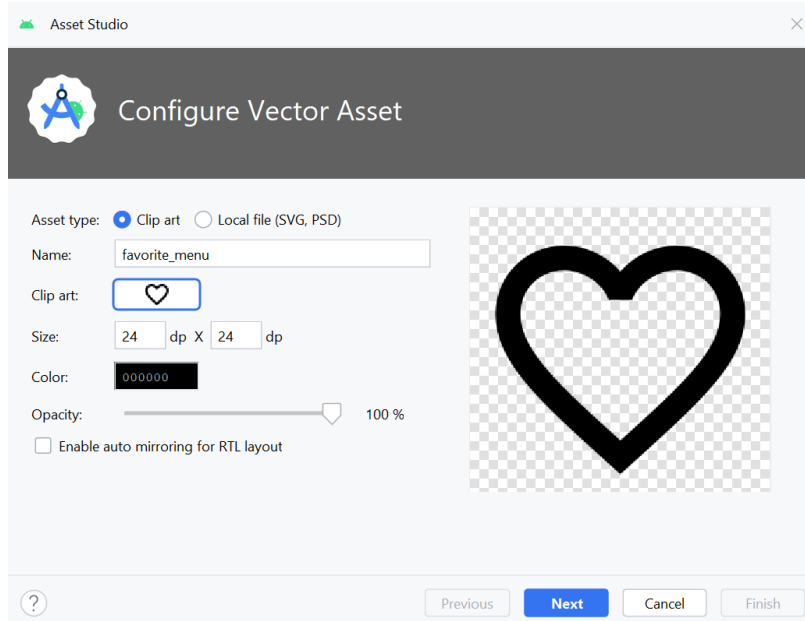 Asset Studio
Configure Vector Asset
Asset type: Clip art Local file (SVG, PSD)
Name: favorite_menu
Clip art:
Size: 24 dp X 24 dp
Color: 000000
Opacity: 100 %
Enable auto mirroring for RTL layout
? Previous Next Cancel Finish